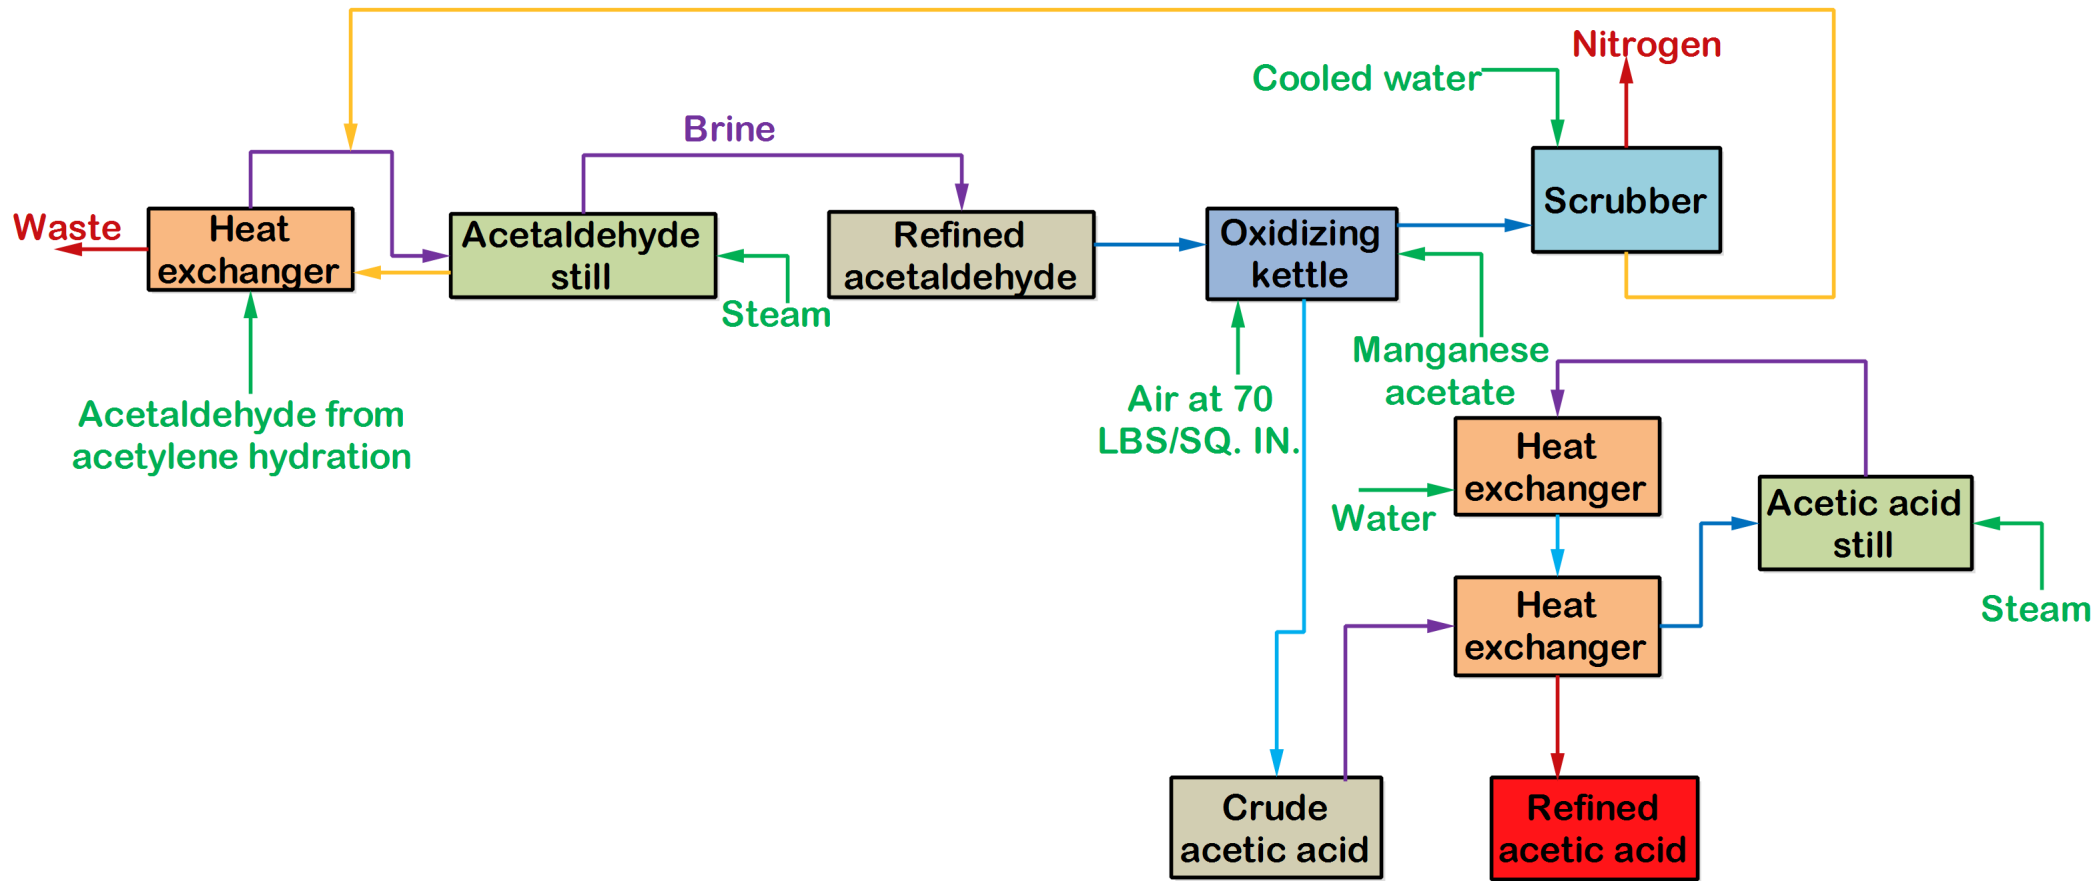 Nitrogen
Cooled water
Brine
Scrubber
Waste
Heat
exchanger
Acetaldehyde
still
Refined
acetaldehyde
Oxidizing
kettle
Steam
Manganese
acetate
Air at 70
LBS/SQ. IN.
Acetaldehyde from
acetylene hydration
Heat
exchanger
Water
Acetic acid
still
Heat
exchanger
Steam
Crude
acetic acid
Refined
acetic acid